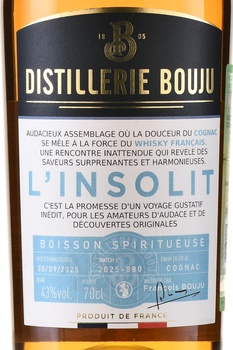 18 B 05
DISTILLERIE BOUJU
AUDACIEUX ASSEMBLAGE OÙ LA DOUCEUR DU COGNAC
SE MÊLE À LA FORCE DU WHISKY FRANÇAIS.
UNE RENCONTRE INATTENDUE QUI REVÈLE DES
SAVEURS SURPRENANTES ET HARMONIEUSES.
L'INSOLIT
C'EST LA PROMESSE D'UN VOYAGE GUSTATIF
INÉDIT, POUR LES AMATEURS D'AUDACE ET DE
DÉCOUVERTES ORIGINALES
BOISSON SPIRITUEUSE
30/09/2025 2025-880 COGNAC
43%vol. 70cl François BOUJU
PRODUIT DE FRANCE